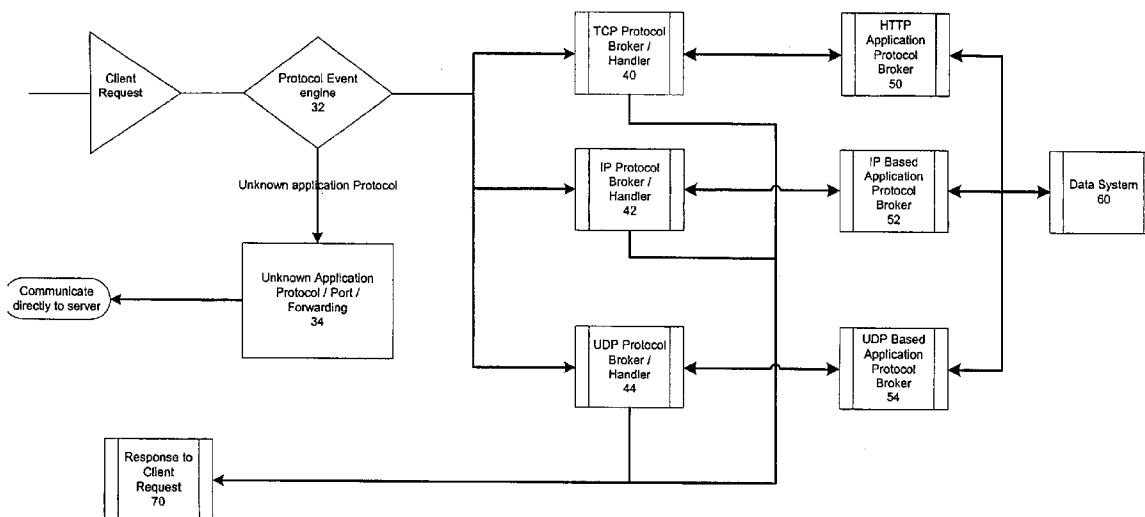 Client
Request
Protocol Event
engine
32
Unknown application Protocol
Unknown Application
Protocol / Port /
Forwarding
34
Communicate
directly to server
TCP Protocol
Broker /
Handler
40
HTTP
Application
Protocol
Broker
50
IP Protocol
Broker /
Handler
42
IP Based
Application
Protocol
Broker
52
Data System
60
UDP Protocol
Broker /
Handler
44
UDP Based
Application
Protocol
Broker
54
Response to
Client
Request
70